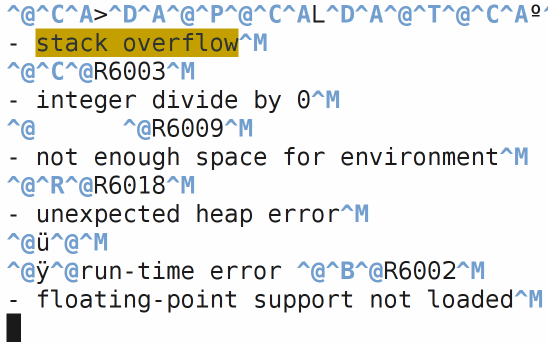 ^@^C^A>^D^A^@^P^@^C^AL^D^A^@^T^@^C^Aº^
- stack overflow^M
^@^C^@R6003^M
- integer divide by 0^M
^@      ^@R6009^M
- not enough space for environment^M
^@^R^@R6018^M
- unexpected heap error^M
^@ü^@^M
^@ÿ^@run-time error ^@^B^@R6002^M
- floating-point support not loaded^M